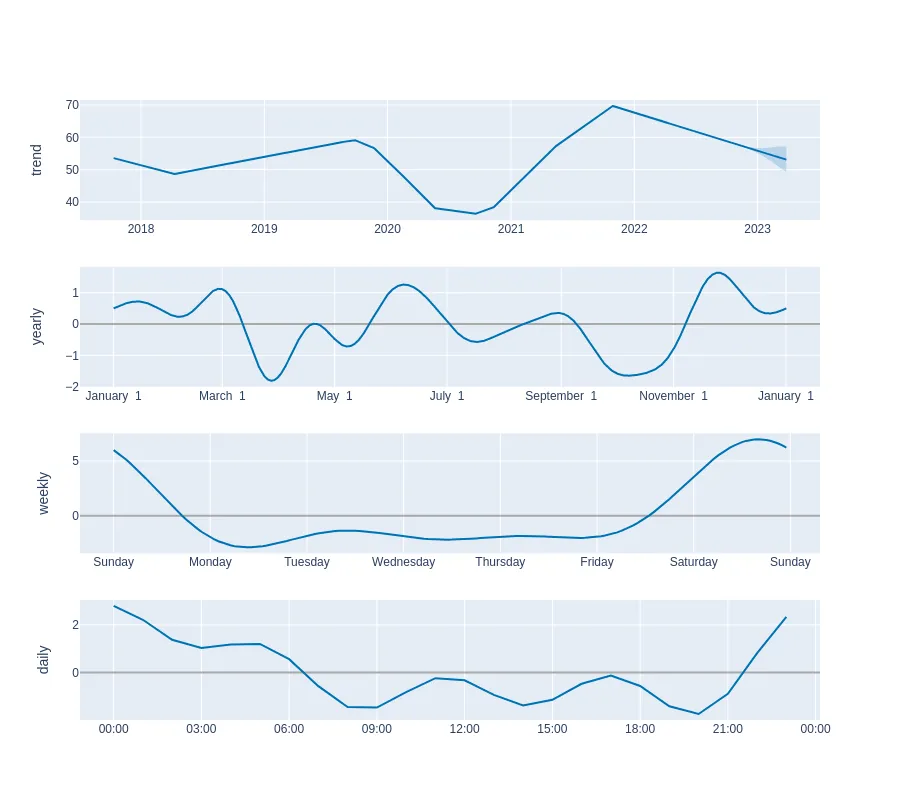 trend
70
60
50
40
2018 2019 2020 2021 2022 2023
yearly
1
0
−1
−2
January 1 March 1 May 1 July 1 September 1 November 1 January 1
weekly
5
0
Sunday Monday Tuesday Wednesday Thursday Friday Saturday Sunday
daily
2
0
00:00 03:00 06:00 09:00 12:00 15:00 18:00 21:00 00:00